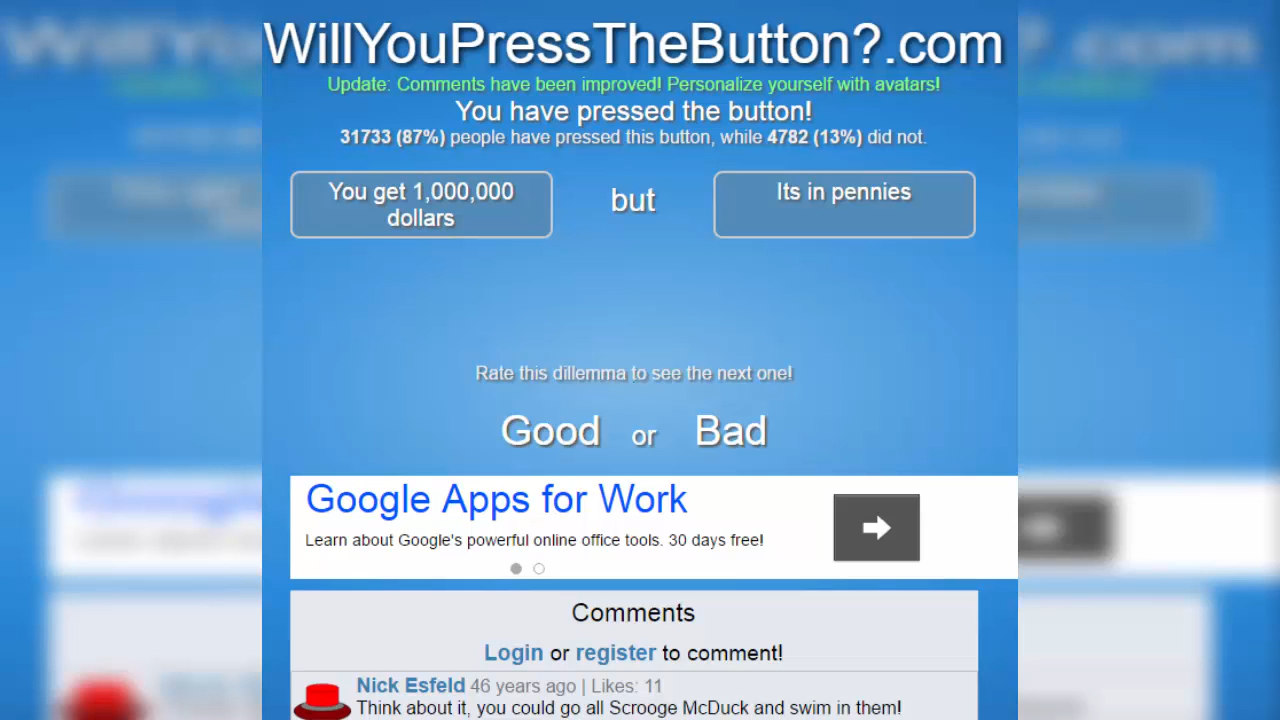 WillYouPressTheButton?.com
Update: Comments have been improved! Personalize yourself with avatars!
You have pressed the button!
31733 (87%) people have pressed this button, while 4782 (13%) did not.
You get 1,000,000
dollars
but
Its in pennies
Rate this dillemma to see the next one!
Good or Bad
Google Apps for Work
Learn about Google's powerful online office tools. 30 days free!
Comments
Login or register to comment!
Nick Esfeld 46 years ago | Likes: 11
Think about it, you could go all Scrooge McDuck and swim in them!